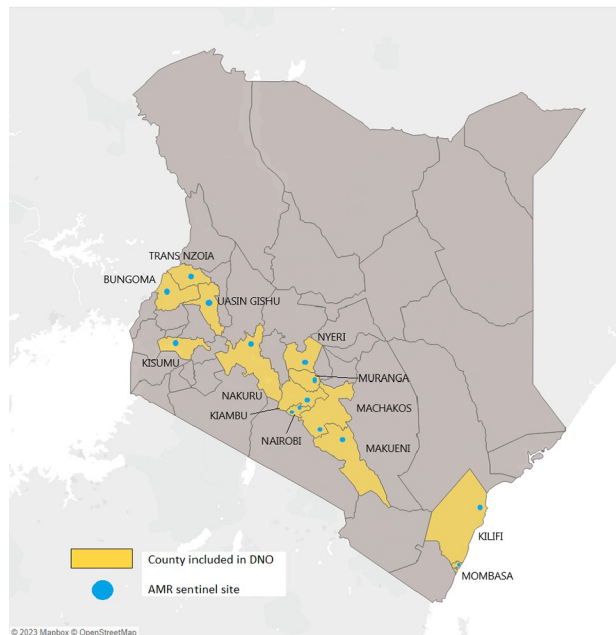 TRANS NZOIA
BUNGOMA
UASIN GISHU
NYERI
KISUMU
MURANGA
NAKURU
MACHAKOS
KIAMBU
NAIROBI
MAKUENI
KILIFI
County included in DNO
MOMBASA
AMR sentinel site
© 2023 Mapbox © OpenStreetMap